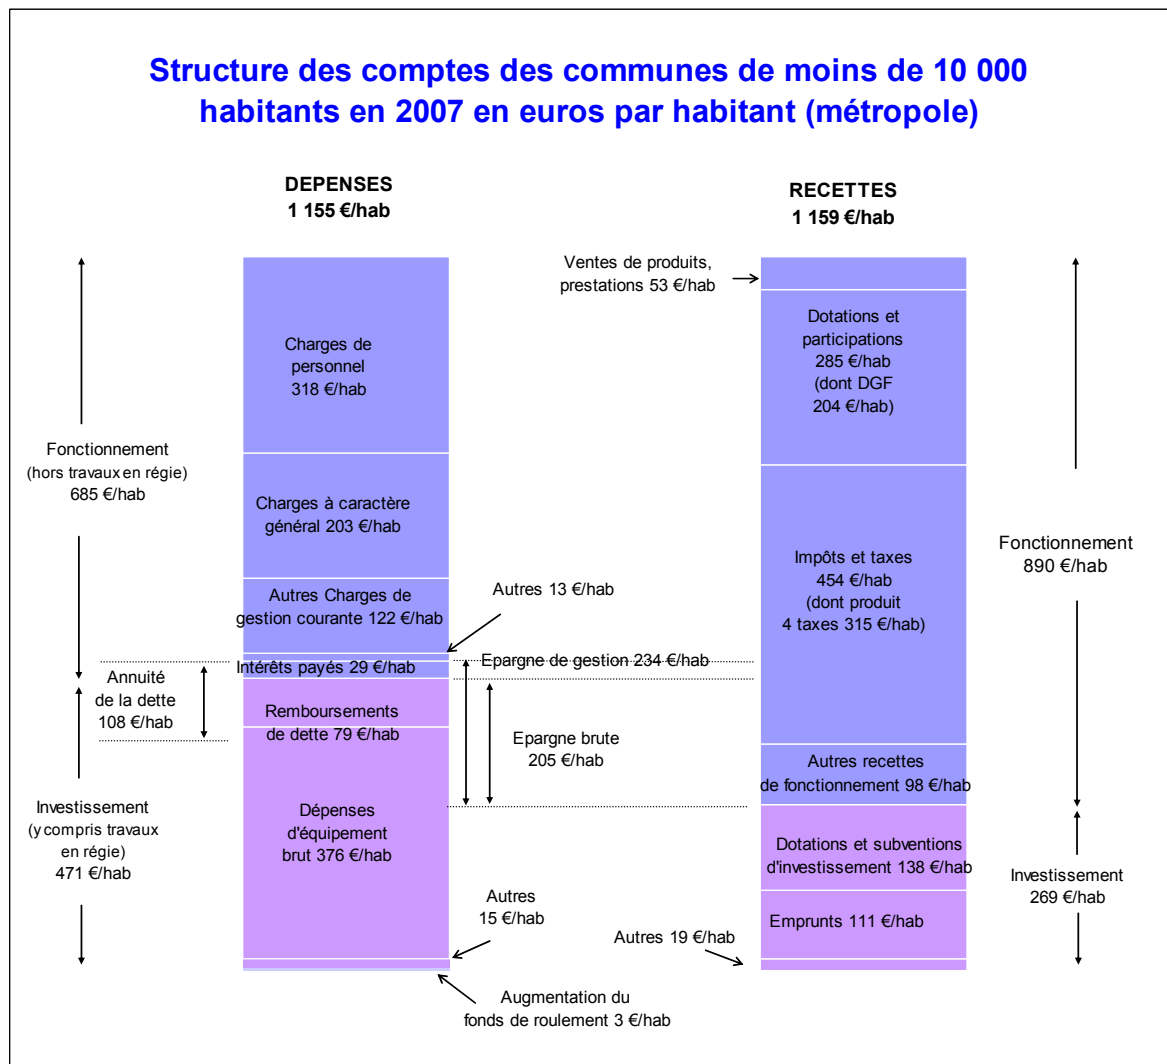 Structure des comptes des communes de moins de 10 000
habitants en 2007 en euros par habitant (métropole)
DEPENSES
1 155 €/hab
RECETTES
1 159 €/hab
Fonctionnement
(hors travaux en régie)
685 €/hab
Annuité
de la dette
108 €/hab
Investissement
(y compris travaux
en régie)
471 €/hab
Charges de
personnel
318 €/hab
Charges à caractère
général 203 €/hab
Autres Charges de
gestion courante 122 €/hab
Autres 13 €/hab
Intérêts payés 29 €/hab
Remboursements
de dette 79 €/hab
Dépenses
d'équipement
brut 376 €/hab
Autres
15 €/hab
Augmentation du
fonds de roulement 3 €/hab
Epargne de gestion 234 €/hab
Epargne brute
205 €/hab
Ventes de produits,
prestations 53 €/hab
Dotations et
participations
285 €/hab
(dont DGF
204 €/hab)
Impôts et taxes
454 €/hab
(dont produit
4 taxes 315 €/hab)
Autres recettes
de fonctionnement 98 €/hab
Dotations et subventions
d'investissement 138 €/hab
Emprunts 111 €/hab
Autres 19 €/hab
Fonctionnement
890 €/hab
Investissement
269 €/hab